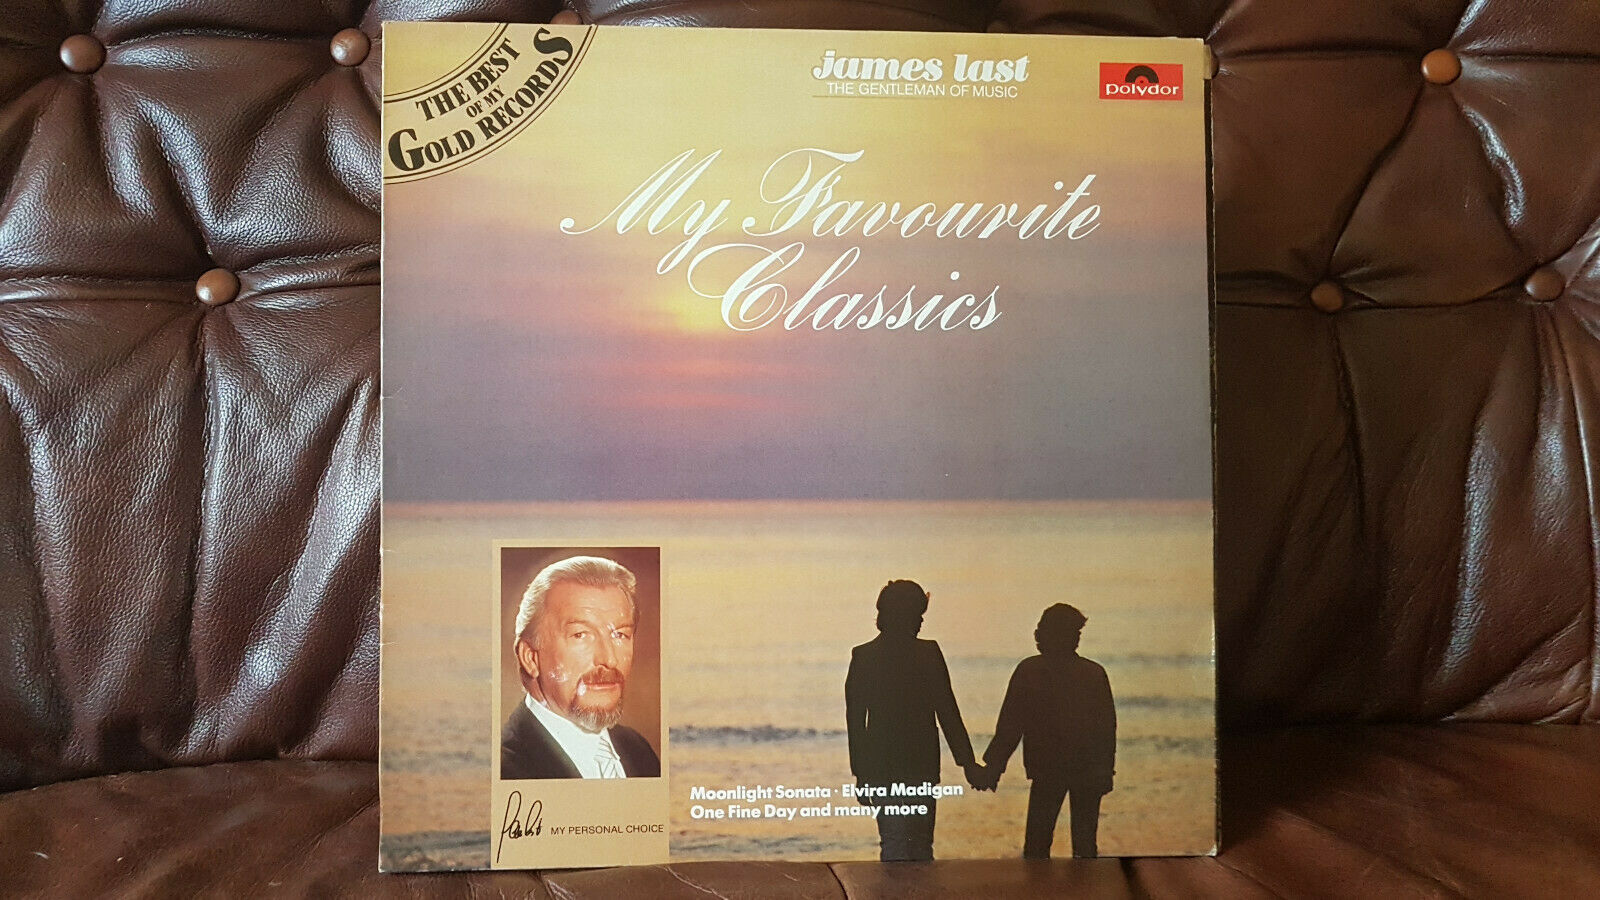 THE BEST
OF MY
GOLD RECORDS
james last
THE GENTLEMAN OF MUSIC
polydor
My Favourite
Classics
Moonlight Sonata · Elvira Madigan
One Fine Day and many more
MY PERSONAL CHOICE